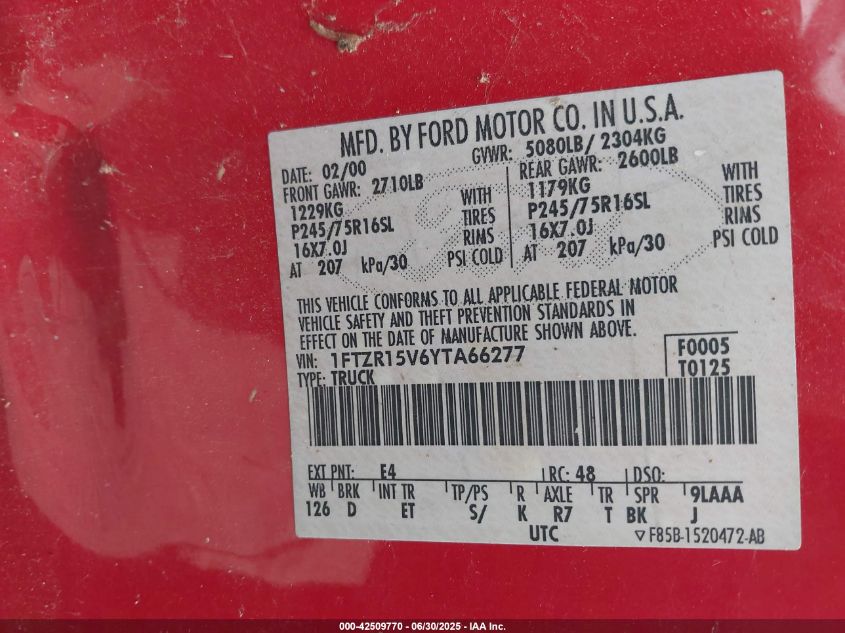 MFD. BY FORD MOTOR CO. IN U.S.A.
DATE: 02/00 GVWR: 5080LB/ 2304KG
FRONT GAWR: 2710LB REAR GAWR: 2600LB
1229KG WITH 1179KG WITH
P245/75R16SL TIRES P245/75R16SL TIRES
16X7.0J RIMS 16X7.0J RIMS
AT 207 kPa/30 PSI COLD AT 207 kPa/30 PSI COLD
THIS VEHICLE CONFORMS TO ALL APPLICABLE FEDERAL MOTOR
VEHICLE SAFETY AND THEFT PREVENTION STANDARDS IN
EFFECT ON THE DATE OF MANUFACTURE SHOWN ABOVE.
VIN: 1FTZR15V6YTA66277 F0005
TYPE: TRUCK T0125
EXT PNT: E4 RC: 48 DSO:
WB BRK INT TR TP/PS R AXLE TR SPR 9LAAA
126 D ET S/ K R7 T BK J
UTC ▽F85B-1520472-AB
000-42509770 - 06/30/2025 - IAA Inc.